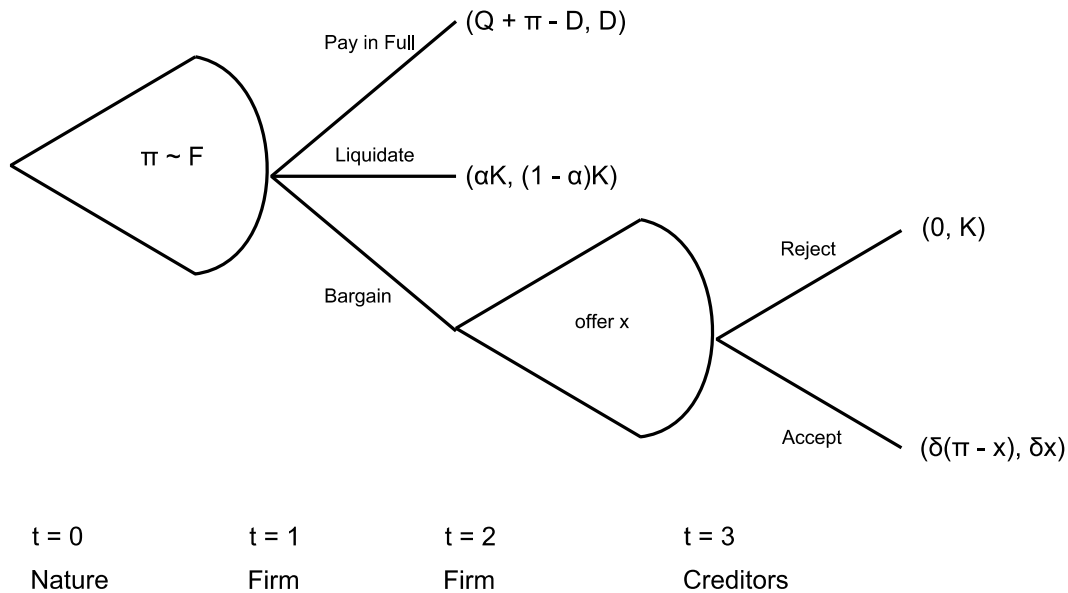 (Q + π - D, D)
Pay in Full
π ~ F
Liquidate
(αK, (1 - α)K)
Bargain
offer x
Reject
(0, K)
Accept
(δ(π - x), δx)
t = 0
t = 1
t = 2
t = 3
Nature
Firm
Firm
Creditors